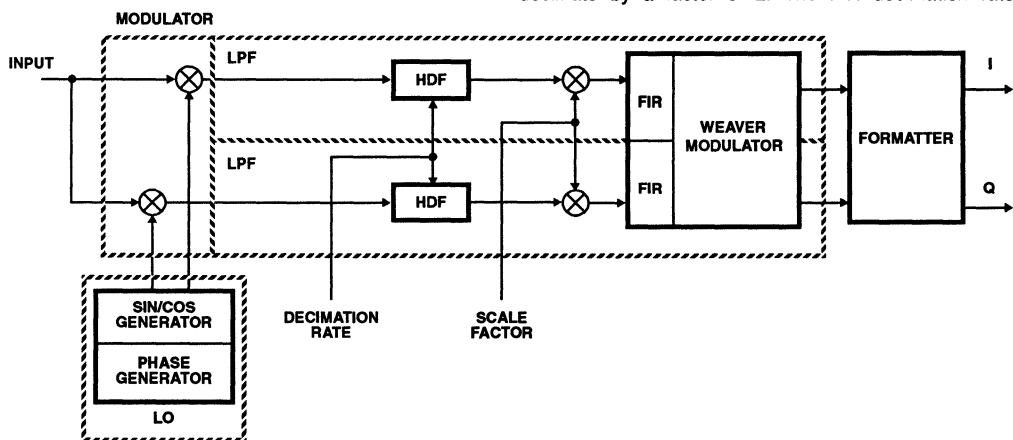 MODULATOR
INPUT
LPF
HDF
FIR
WEAVER
MODULATOR
FORMATTER
I
LPF
HDF
FIR
Q
SIN/COS
GENERATOR
PHASE
GENERATOR
LO
DECIMATION
RATE
SCALE
FACTOR